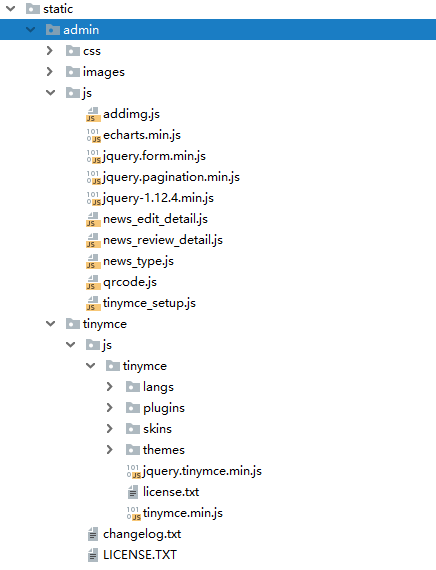 static
admin
css
images
js
addimg.js
echarts.min.js
jquery.form.min.js
jquery.pagination.min.js
jquery-1.12.4.min.js
news_edit_detail.js
news_review_detail.js
news_type.js
qrcode.js
tinymce_setup.js
tinymce
js
tinymce
langs
plugins
skins
themes
jquery.tinymce.min.js
license.txt
tinymce.min.js
changelog.txt
LICENSE.TXT